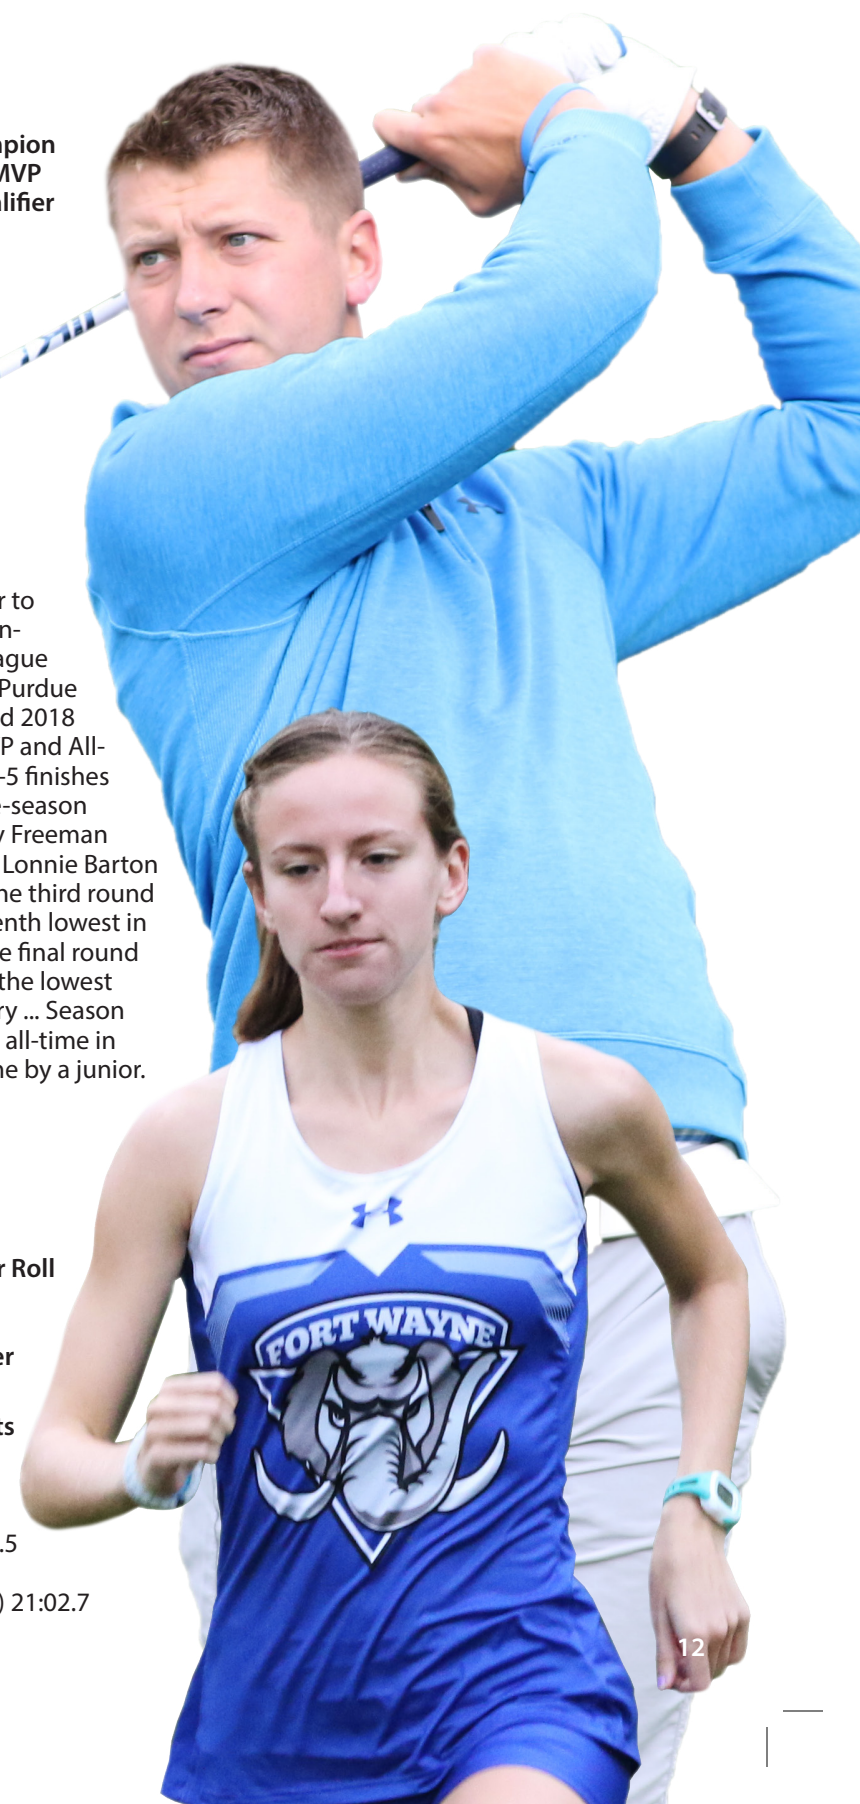 pion
MVP
lifier
r to
n-
ague
Purdue
d 2018
P and All-
-5 finishes
e-season
y Freeman
Lonnie Barton
he third round
enth lowest in
e final round
the lowest
ry ... Season
all-time in
ne by a junior.
FORT WAYNE
r Roll
er
ts
.5
) 21:02.7
12